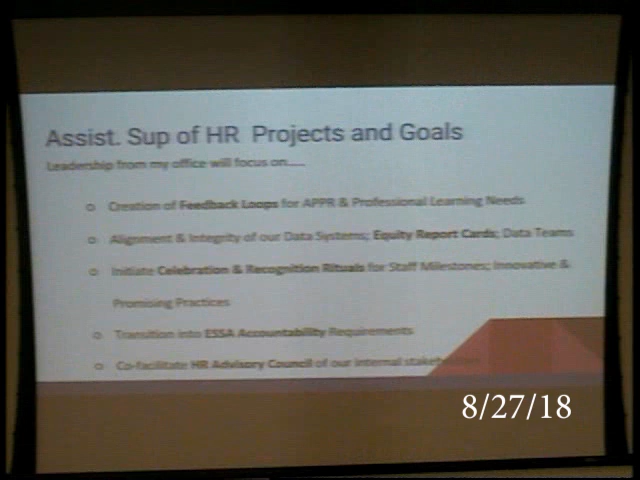 Assist. Sup of HR Projects and Goals
Leadership from my office will focus on.....
o Creation of Feedback Loops for APPR & Professional Learning Needs
o Alignment & Integrity of our Data Systems; Equity Report Cards; Data Teams
o Initiate Celebration & Recognition Rituals for Staff Milestones; Innovative &
Promising Practices
o Transition into ESSA Accountability Requirements
o Co-facilitate HR Advisory Council of our internal
8/27/18